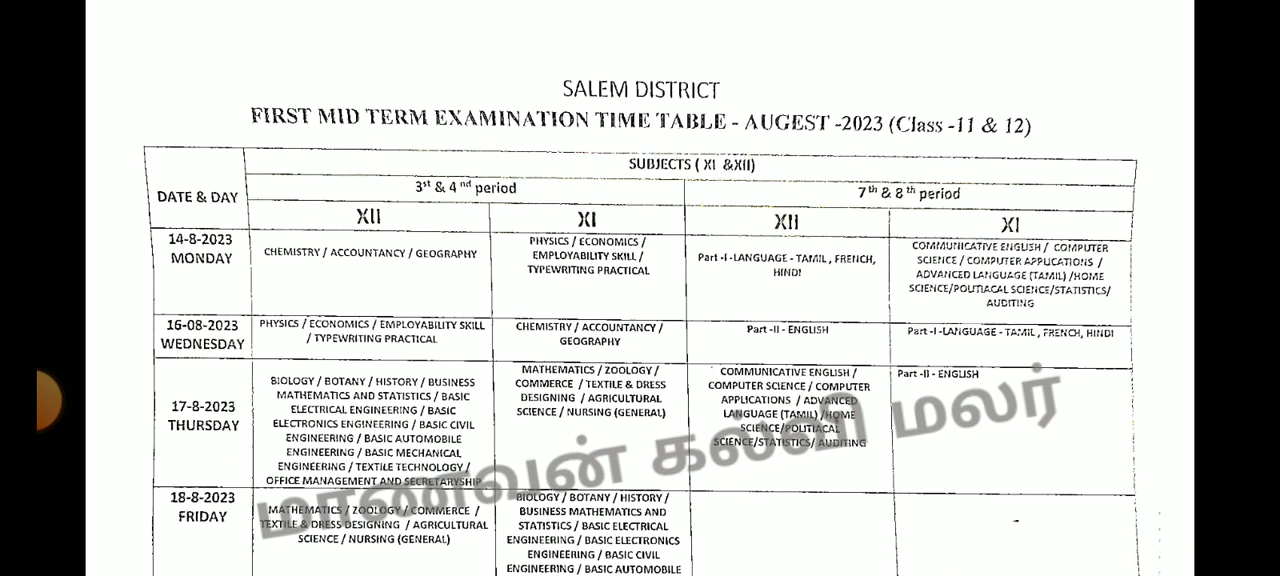 SALEM DISTRICT
FIRST MID TERM EXAMINATION TIME TABLE - AUGEST -2023 (Class -11 & 12)
DATE & DAY
SUBJECTS ( XI &XII)
3st & 4nd period
7th & 8th period
XII
XI
XII
XI
14-8-2023
MONDAY
CHEMISTRY / ACCOUNTANCY / GEOGRAPHY
PHYSICS / ECONOMICS /
EMPLOYABILITY SKILL /
TYPEWRITING PRACTICAL
Part -I -LANGUAGE - TAMIL , FRENCH,
HINDI
COMMUNICATIVE ENGLISH / COMPUTER
SCIENCE / COMPUTER APPLICATIONS /
ADVANCED LANGUAGE (TAMIL) /HOME
SCIENCE/POLITIACAL SCIENCE/STATISTICS/
AUDITING
16-08-2023
WEDNESDAY
PHYSICS / ECONOMICS / EMPLOYABILITY SKILL
/ TYPEWRITING PRACTICAL
CHEMISTRY / ACCOUNTANCY /
GEOGRAPHY
Part -II - ENGLISH
Part -I -LANGUAGE - TAMIL , FRENCH, HINDI
17-8-2023
THURSDAY
BIOLOGY / BOTANY / HISTORY / BUSINESS
MATHEMATICS AND STATISTICS / BASIC
ELECTRICAL ENGINEERING / BASIC
ELECTRONICS ENGINEERING / BASIC CIVIL
ENGINEERING / BASIC AUTOMOBILE
ENGINEERING / BASIC MECHANICAL
ENGINEERING / TEXTILE TECHNOLOGY /
OFFICE MANAGEMENT AND SECRETARYSHIP
MATHEMATICS / ZOOLOGY /
COMMERCE / TEXTILE & DRESS
DESIGNING / AGRICULTURAL
SCIENCE / NURSING (GENERAL)
COMMUNICATIVE ENGLISH /
COMPUTER SCIENCE / COMPUTER
APPLICATIONS / ADVANCED
LANGUAGE (TAMIL) /HOME
SCIENCE/POLITIACAL
SCIENCE/STATISTICS/ AUDITING
Part -II - ENGLISH
18-8-2023
FRIDAY
MATHEMATICS / ZOOLOGY / COMMERCE /
TEXTILE & DRESS DESIGNING / AGRICULTURAL
SCIENCE / NURSING (GENERAL)
BIOLOGY / BOTANY / HISTORY /
BUSINESS MATHEMATICS AND
STATISTICS / BASIC ELECTRICAL
ENGINEERING / BASIC ELECTRONICS
ENGINEERING / BASIC CIVIL
ENGINEERING / BASIC AUTOMOBILE
மாணவன் கல்வி மலர்